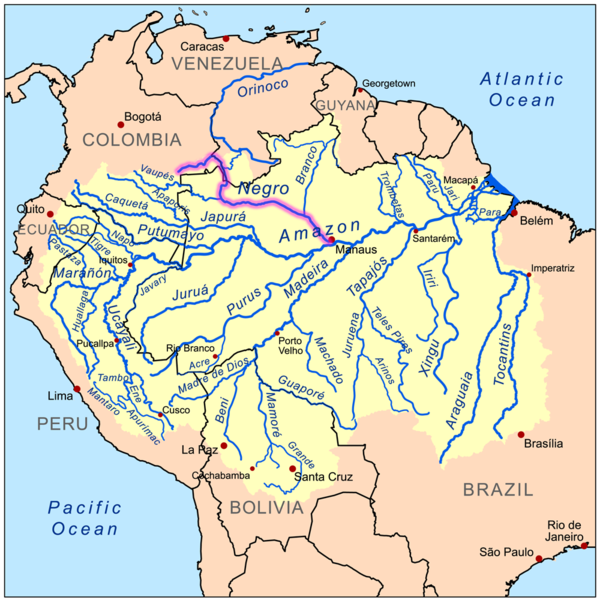 Caracas
VENEZUELA
Orinoco
Georgetown
GUYANA
Atlantic
Ocean
Bogotá
COLOMBIA
Vaupés
Apaporis
Caquetá
Japurá
Putumayo
Negro
Branco
Trombetas
Paru
Jari
Macapá
Para
Belém
Quito
ECUADOR
Pastaza
Tigre
Napo
Iquitos
Marañón
Amazon
Manaus
Santarém
Imperatriz
Javary
Juruá
Purus
Madeira
Tapajós
Iriri
Xingu
Huallaga
Ucayali
Pucallpa
Rio Branco
Acre
Porto
Velho
Machado
Juruena
Teles Pires
Arinos
Araguaia
Tocantins
Lima
PERU
Tambo
Ene
Mantaro
Apurimac
Cusco
Madre de Dios
Beni
Mamoré
Guaporé
Grande
La Paz
Cochabamba
Santa Cruz
BOLIVIA
Brasília
BRAZIL
Pacific
Ocean
Rio de
Janeiro
São Paulo